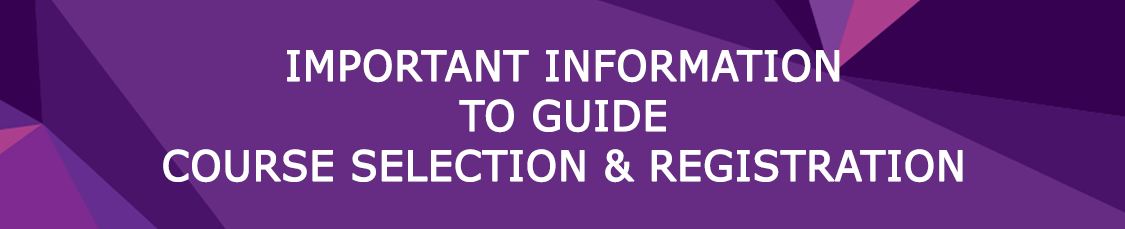 IMPORTANT INFORMATION
TO GUIDE
COURSE SELECTION & REGISTRATION